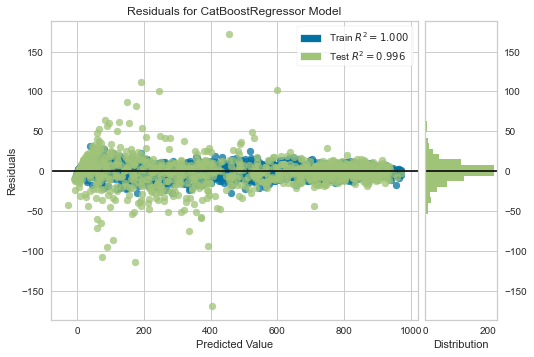 Residuals for CatBoostRegressor Model
Train R² = 1.000
Test R² = 0.996
Residuals
150
100
50
0
−50
−100
−150
150
100
50
0
−50
−100
−150
0 200 400 600 800 1000
0 200
Predicted Value
Distribution